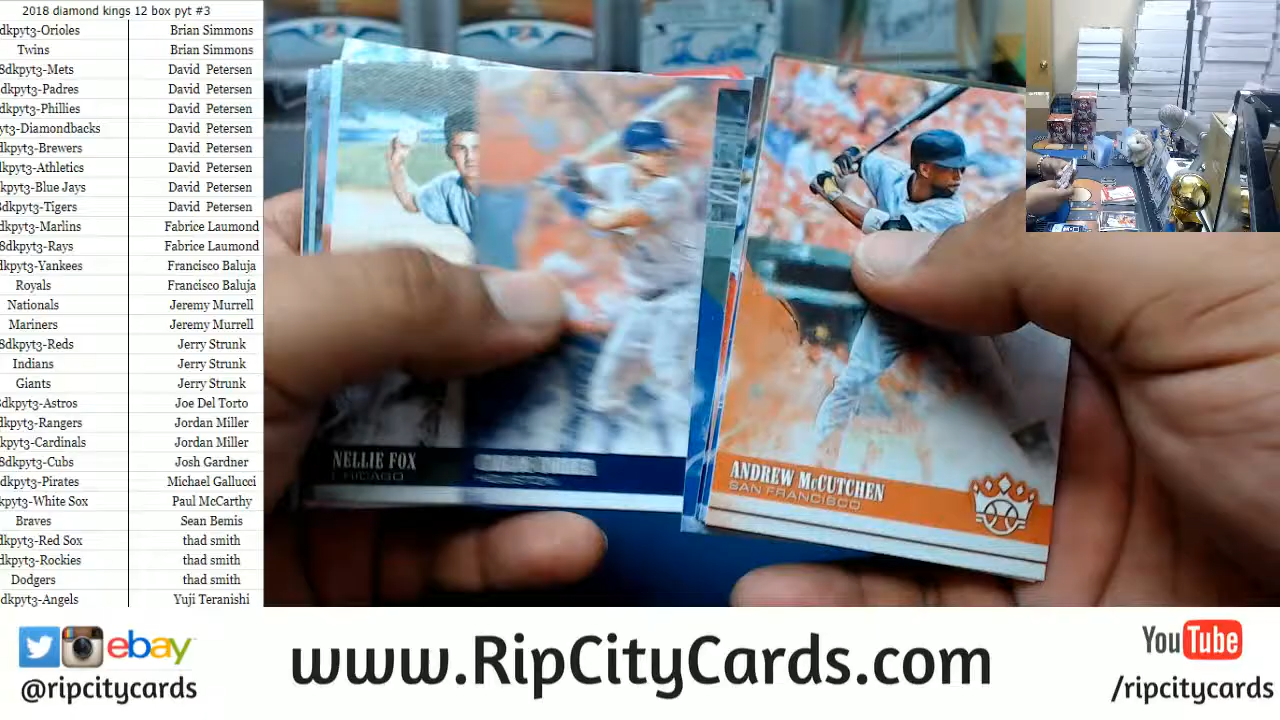 2018 diamond kings 12 box pyt #3
dkpyt3-Orioles Brian Simmons
Twins Brian Simmons
8dkpyt3-Mets David Petersen
dkpyt3-Padres David Petersen
8dkpyt3-Phillies David Petersen
yt3-Diamondbacks David Petersen
dkpyt3-Brewers David Petersen
kpyt3-Athletics David Petersen
kpyt3-Blue Jays David Petersen
8dkpyt3-Tigers David Petersen
dkpyt3-Marlins Fabrice Laumond
8dkpyt3-Rays Fabrice Laumond
dkpyt3-Yankees Francisco Baluja
Royals Francisco Baluja
Nationals Jeremy Murrell
Mariners Jeremy Murrell
8dkpyt3-Reds Jerry Strunk
Indians Jerry Strunk
Giants Jerry Strunk
8dkpyt3-Astros Joe Del Torto
dkpyt3-Rangers Jordan Miller
kpyt3-Cardinals Jordan Miller
8dkpyt3-Cubs Josh Gardner
dkpyt3-Pirates Michael Gallucci
kpyt3-White Sox Paul McCarthy
Braves Sean Bemis
dkpyt3-Red Sox thad smith
dkpyt3-Rockies thad smith
Dodgers thad smith
dkpyt3-Angels Yuji Teranishi
NELLIE FOX
CHICAGO
ANDREW McCUTCHEN
SAN FRANCISCO
ebay
@ripcitycards
www.RipCityCards.com
YouTube
/ripcitycards